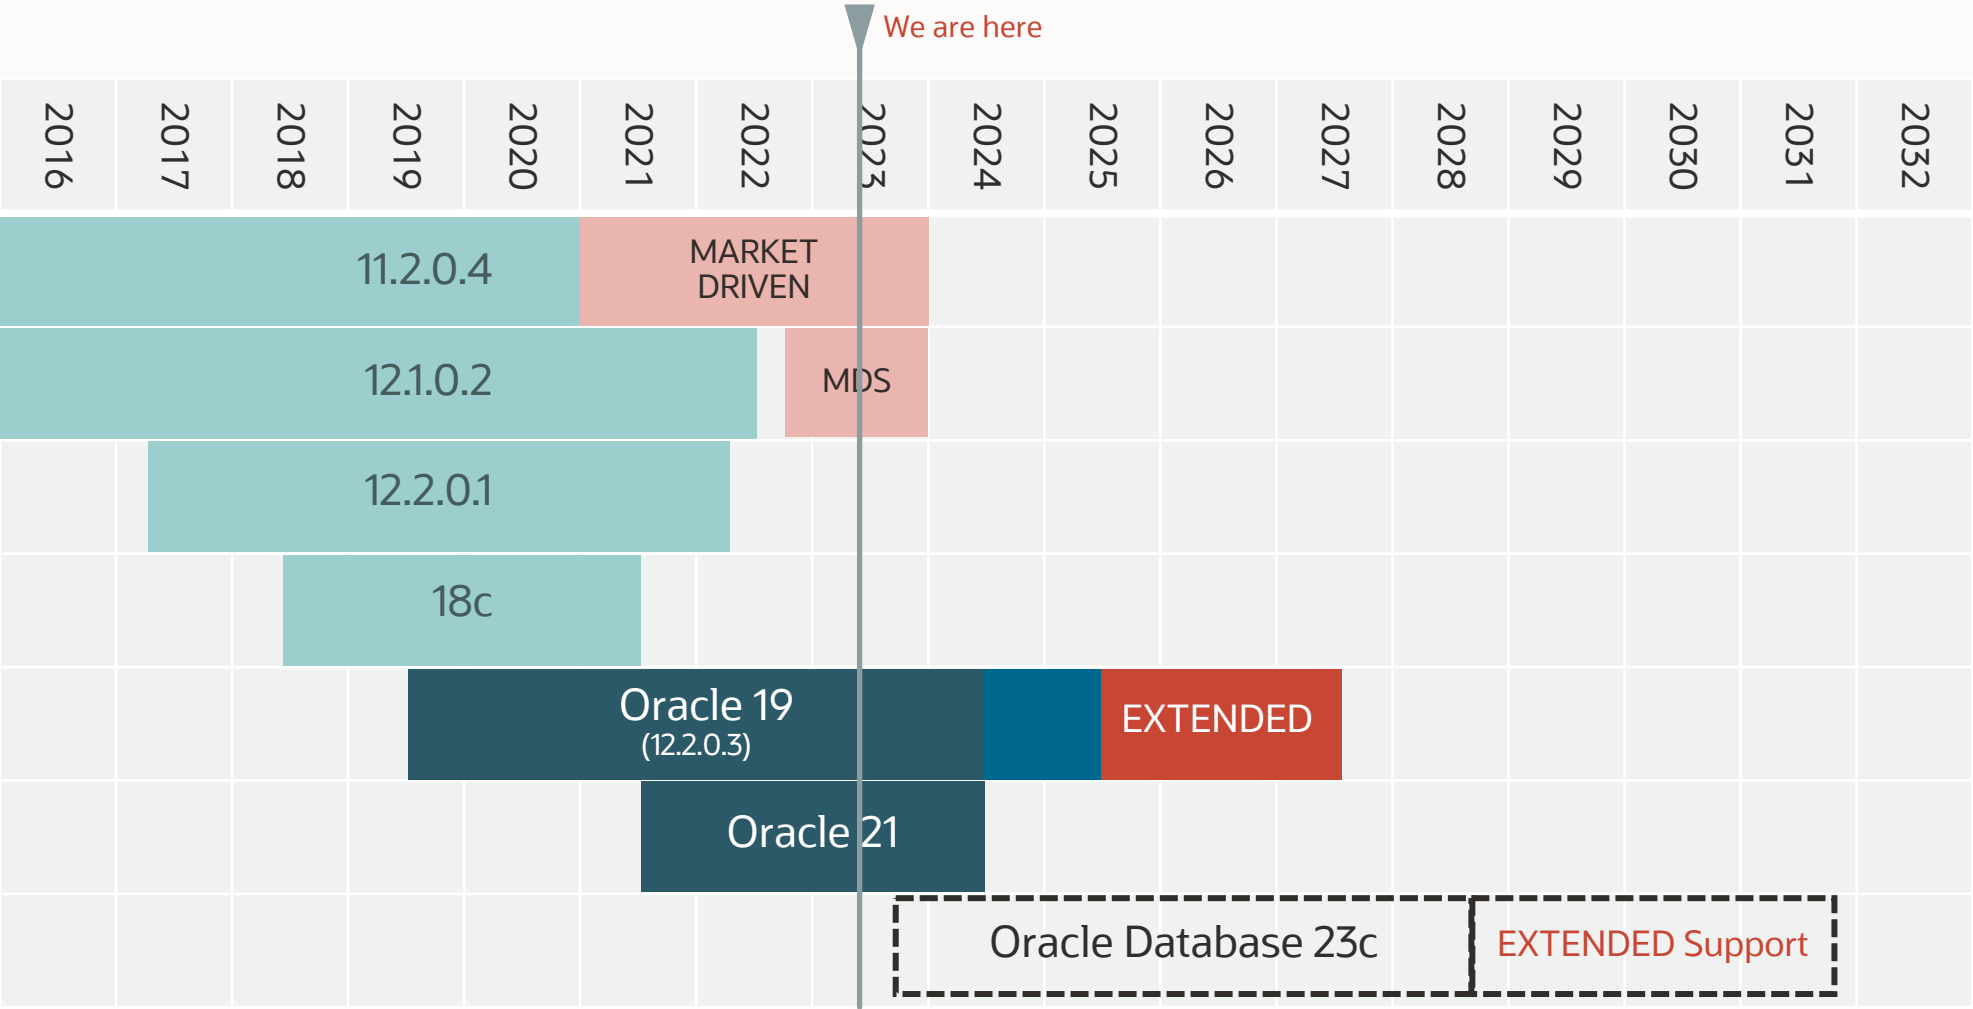 We are here
2016
2017
2018
2019
2020
2021
2022
2023
2024
2025
2026
2027
2028
2029
2030
2031
2032
11.2.0.4
MARKET
DRIVEN
12.1.0.2
MDS
12.2.0.1
18c
Oracle 19
(12.2.0.3)
EXTENDED
Oracle 21
Oracle Database 23c
EXTENDED Support